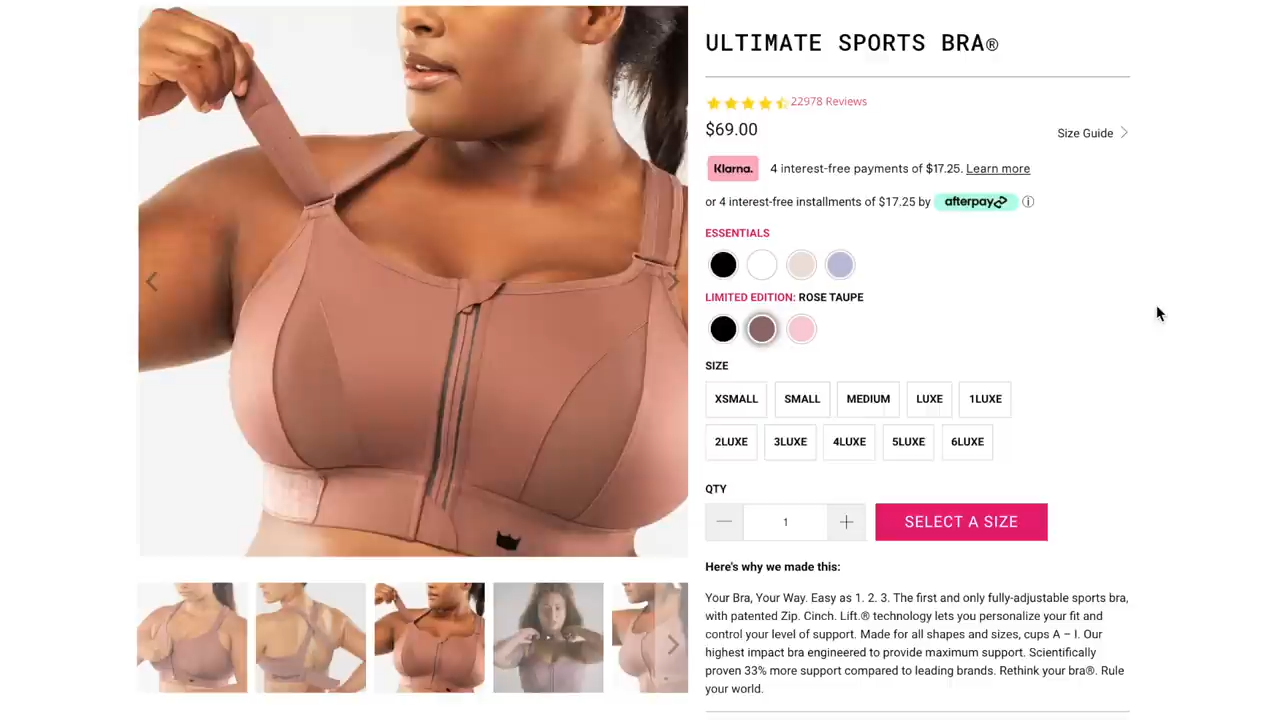 ULTIMATE SPORTS BRA®
22978 Reviews
$69.00
Size Guide
Klarna. 4 interest-free payments of $17.25. Learn more
or 4 interest-free installments of $17.25 by afterpay
ESSENTIALS
LIMITED EDITION: ROSE TAUPE
SIZE
XSMALL SMALL MEDIUM LUXE 1LUXE
2LUXE 3LUXE 4LUXE 5LUXE 6LUXE
QTY
1
SELECT A SIZE
Here's why we made this:
Your Bra, Your Way. Easy as 1. 2. 3. The first and only fully-adjustable sports bra,
with patented Zip. Cinch. Lift.® technology lets you personalize your fit and
control your level of support. Made for all shapes and sizes, cups A – I. Our
highest impact bra engineered to provide maximum support. Scientifically
proven 33% more support compared to leading brands. Rethink your bra®. Rule
your world.